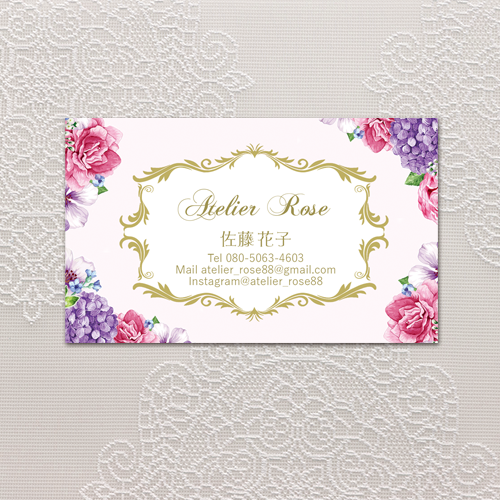 Atelier Rose
佐藤花子
Tel 080-5063-4603
Mail atelier_rose88@gmail.com
Instagram@atelier_rose88